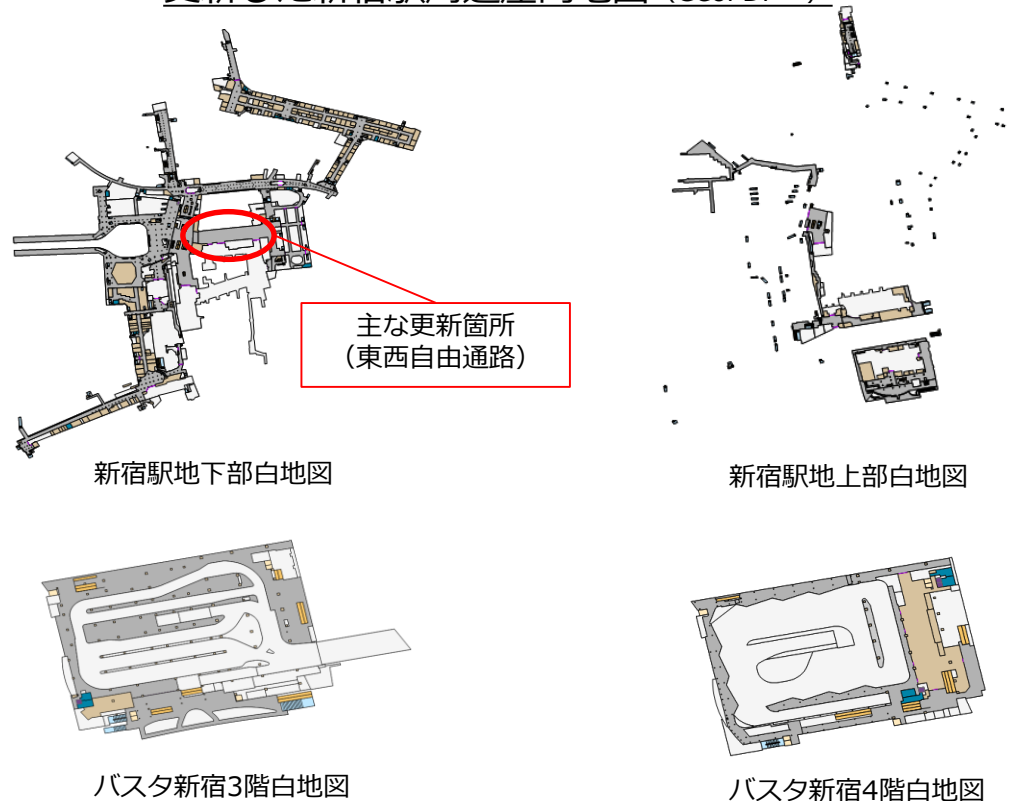 主な更新箇所
（東西自由通路）
新宿駅地下部白地図
新宿駅地上部白地図
バスタ新宿3階白地図
バスタ新宿4階白地図